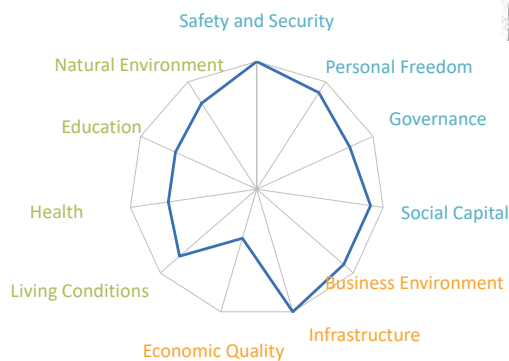 Safety and Security
Natural Environment
Personal Freedom
Education
Governance
Health
Social Capital
Living Conditions
Business Environment
Infrastructure
Economic Quality